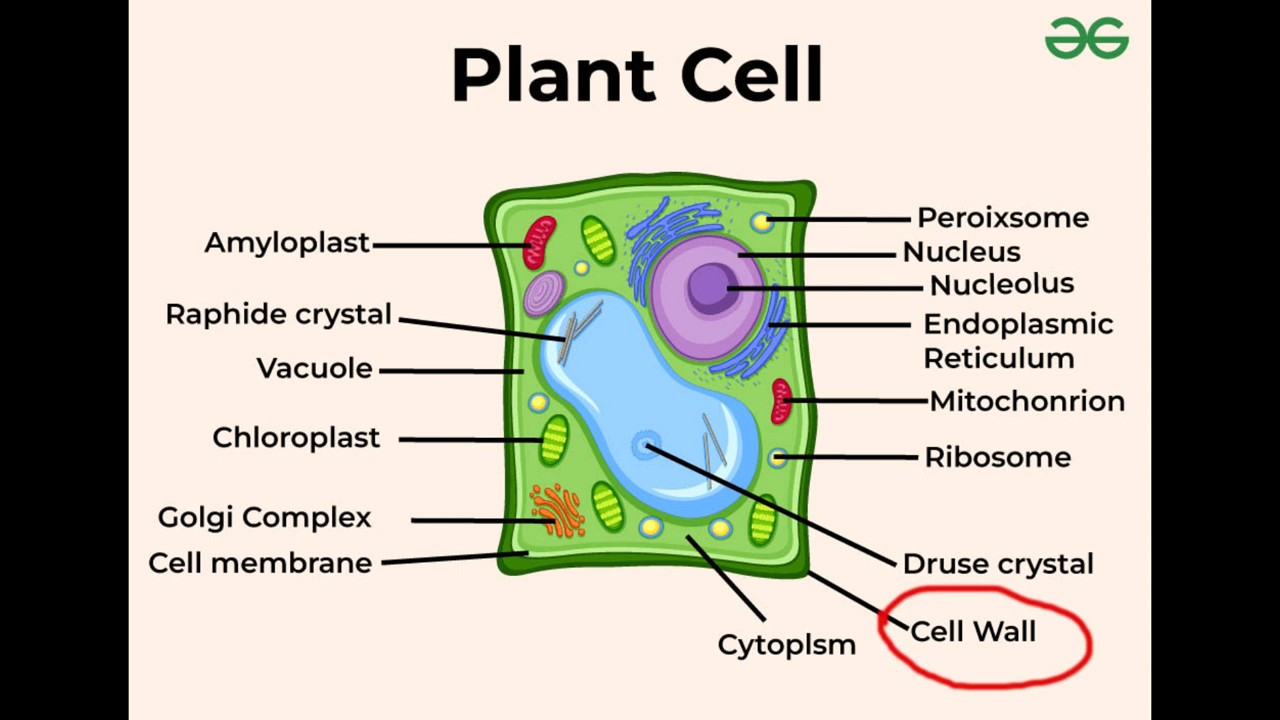 Plant Cell
Amyloplast
Raphide crystal
Vacuole
Chloroplast
Golgi Complex
Cell membrane
Peroixsome
Nucleus
Nucleolus
Endoplasmic
Reticulum
Mitochonrion
Ribosome
Druse crystal
Cell Wall
Cytoplsm